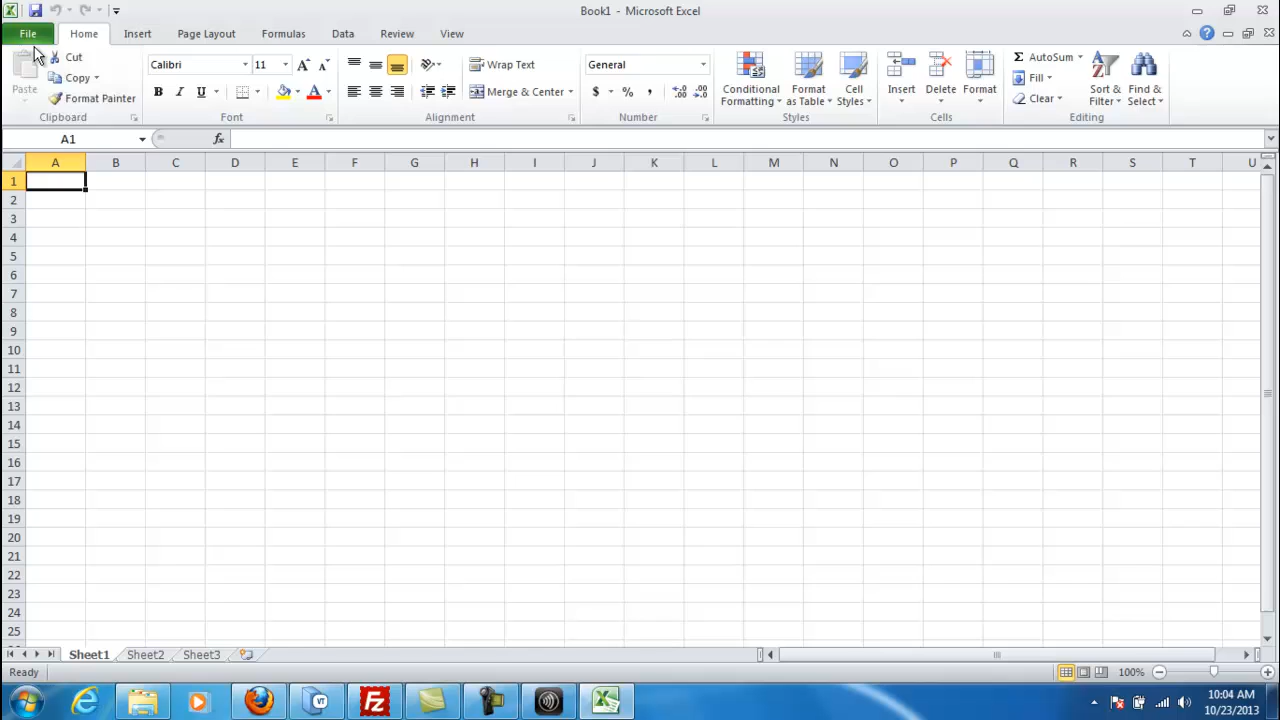 Book1 - Microsoft Excel
File Home Insert Page Layout Formulas Data Review View
Paste
Cut
Copy
Format Painter
Clipboard
Calibri 11
B I U A
Font
Wrap Text
Merge & Center
Alignment
General
$ % ,
Number
Conditional Formatting
Format as Table
Cell Styles
Styles
Insert Delete Format
Cells
AutoSum
Fill
Clear
Sort & Filter
Find & Select
Editing
A1 fx
A B C D E F G H I J K L M N O P Q R S T U
1
2
3
4
5
6
7
8
9
10
11
12
13
14
15
16
17
18
19
20
21
22
23
24
25
Sheet1 Sheet2 Sheet3
Ready 100%
10:04 AM
10/23/2013